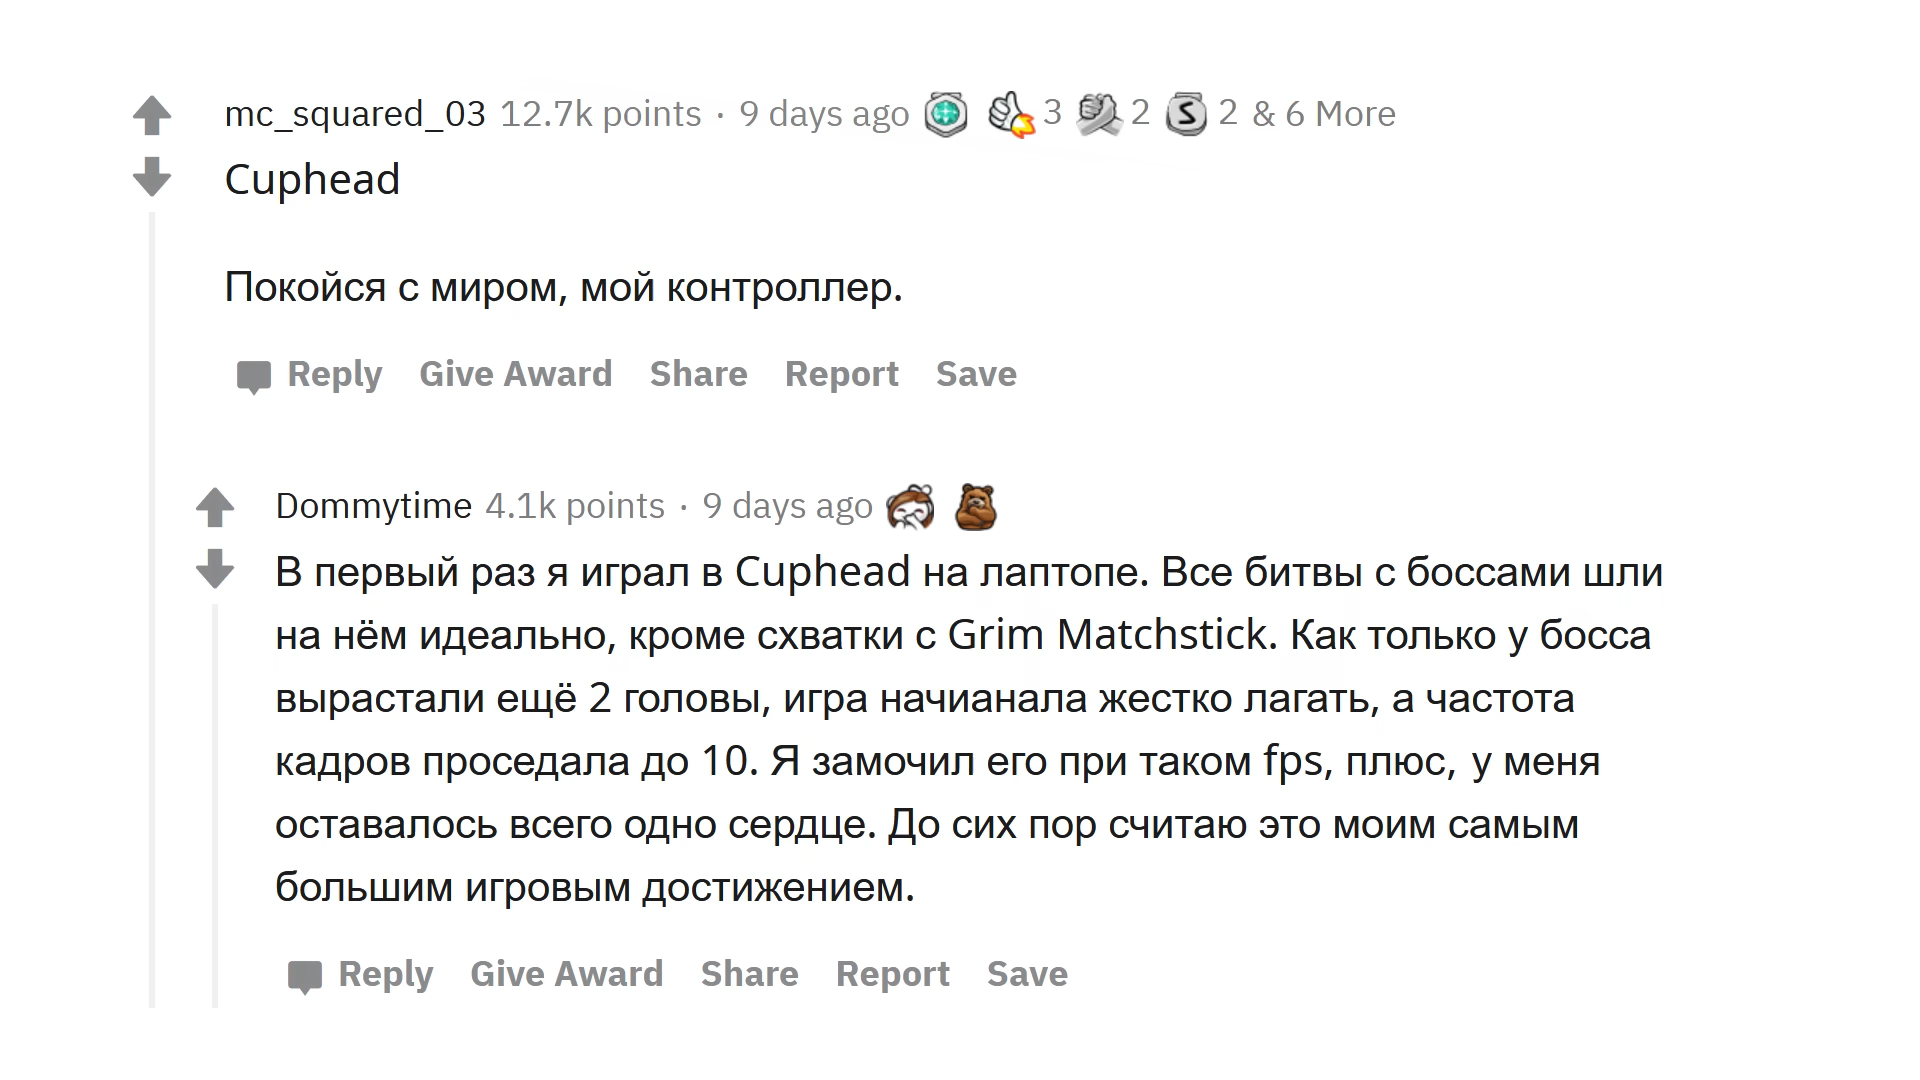 mc_squared_03 12.7k points · 9 days ago 3 2 S 2 & 6 More
Cuphead
Покойся с миром, мой контроллер.
Reply Give Award Share Report Save
Dommytime 4.1k points · 9 days ago
В первый раз я играл в Cuphead на лаптопе. Все битвы с боссами шли
на нём идеально, кроме схватки с Grim Matchstick. Как только у босса
вырастали ещё 2 головы, игра начианала жестко лагать, а частота
кадров проседала до 10. Я замочил его при таком fps, плюс, у меня
оставалось всего одно сердце. До сих пор считаю это моим самым
большим игровым достижением.
Reply Give Award Share Report Save